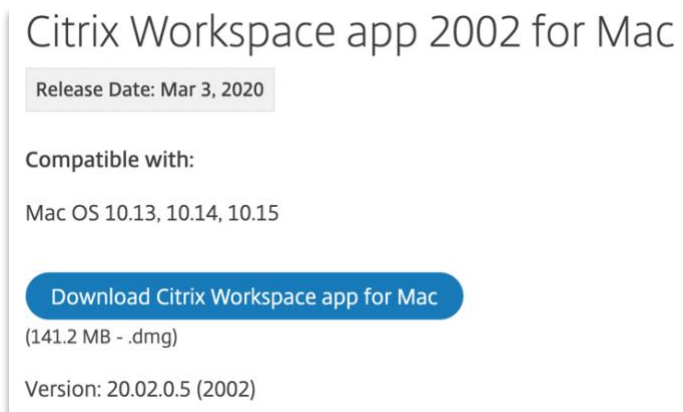 Citrix Workspace app 2002 for Mac
Release Date: Mar 3, 2020
Compatible with:
Mac OS 10.13, 10.14, 10.15
Download Citrix Workspace app for Mac
(141.2 MB - .dmg)
Version: 20.02.0.5 (2002)